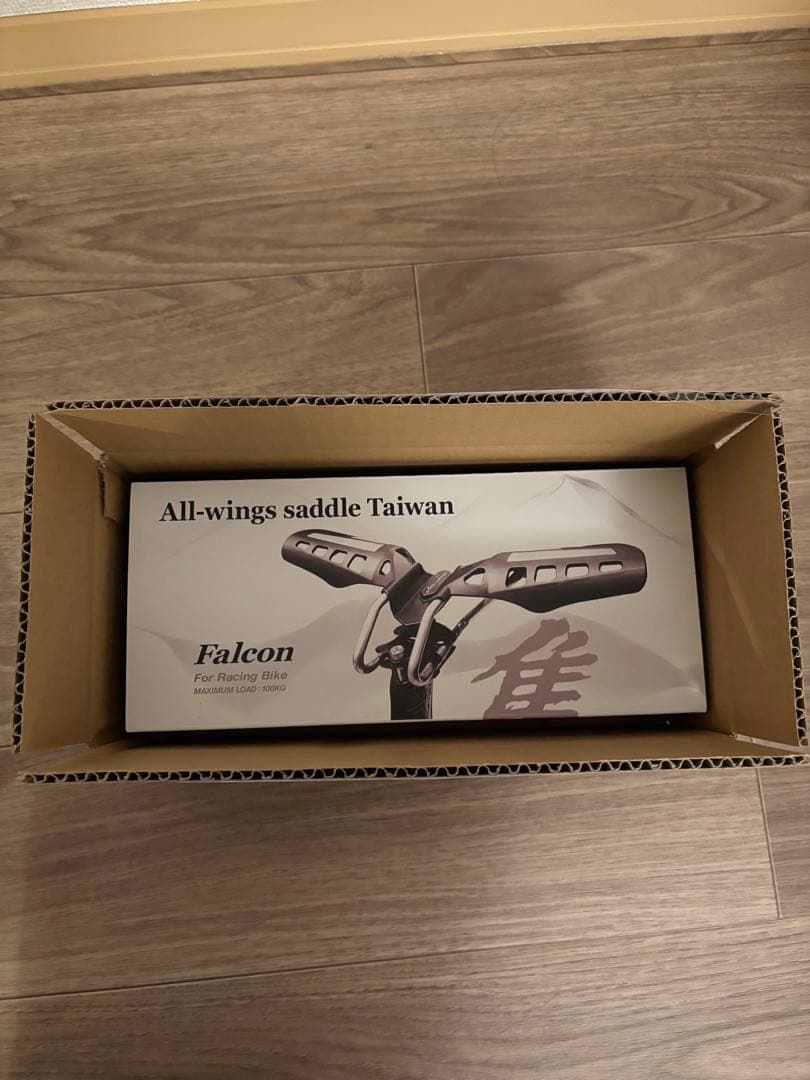 All-wings saddle Taiwan
Falcon
For Racing Bike
MAXIMUM LOAD : 100KG
隼